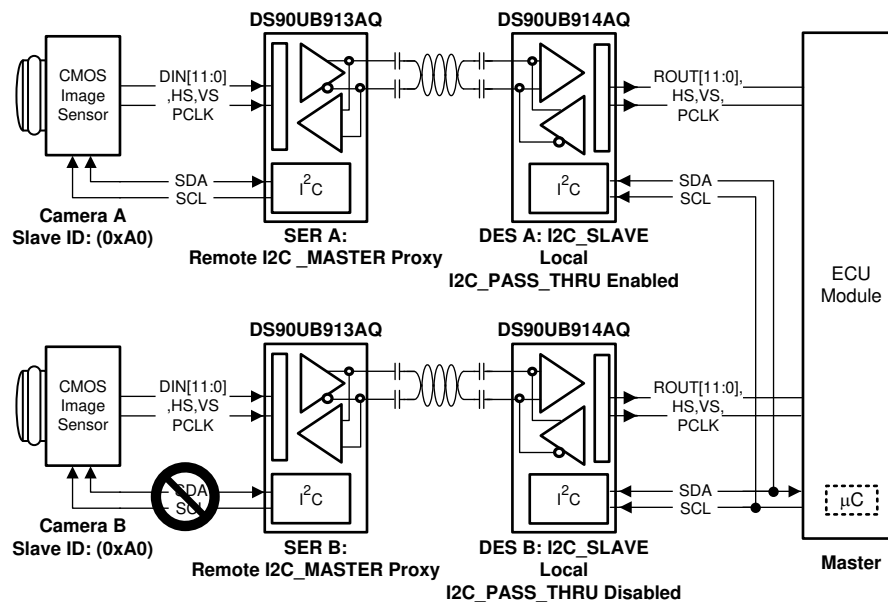 DS90UB913AQ
DS90UB914AQ
CMOS
Image
Sensor
DIN[11:0]
,HS,VS
PCLK
ROUT[11:0],
HS,VS,
PCLK
SDA
SCL
I2C
I2C
SDA
SCL
Camera A
Slave ID: (0xA0)
SER A:
Remote I2C _MASTER Proxy
DES A: I2C_SLAVE
Local
I2C_PASS_THRU Enabled
ECU
Module
DS90UB913AQ
DS90UB914AQ
CMOS
Image
Sensor
DIN[11:0]
,HS,VS
PCLK
ROUT[11:0],
HS,VS,
PCLK
SDA
SCL
I2C
I2C
SDA
SCL
μC
Camera B
Slave ID: (0xA0)
SER B:
Remote I2C_MASTER Proxy
DES B: I2C_SLAVE
Local
I2C_PASS_THRU Disabled
Master